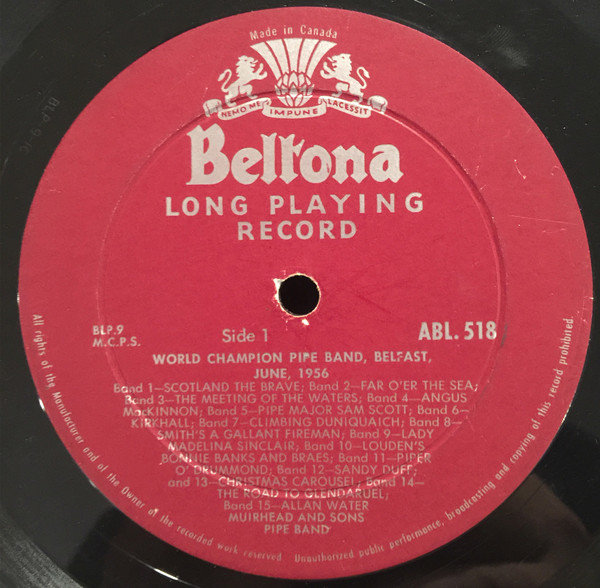 Made in Canada
NEMO ME IMPUNE LACESSIT
Beltona
LONG PLAYING
RECORD
BLP.9
M.C.P.S.
Side 1
ABL. 518
WORLD CHAMPION PIPE BAND, BELFAST,
JUNE, 1956
Band 1—SCOTLAND THE BRAVE; Band 2—FAR O'ER THE SEA;
Band 3—THE MEETING OF THE WATERS; Band 4—ANGUS
MacKINNON; Band 5—PIPE MAJOR SAM SCOTT; Band 6—
KIRKHALL; Band 7—CLIMBING DUNIQUAICH; Band 8—
SMITH'S A GALLANT FIREMAN; Band 9—LADY
MADELINA SINCLAIR; Band 10—LOUDEN'S
BONNIE BANKS AND BRAES; Band 11—PIPER
O' DRUMMOND; Band 12—SANDY DUFF;
and 13—CHRISTMAS CAROUSEL; Band 14—
THE ROAD TO GLENDARUEL;
Band 15—ALLAN WATER
MUIRHEAD AND SONS
PIPE BAND
All rights of the Manufacturer and of the Owner of the recorded work reserved. Unauthorized public performance, broadcasting and copying of this record prohibited.